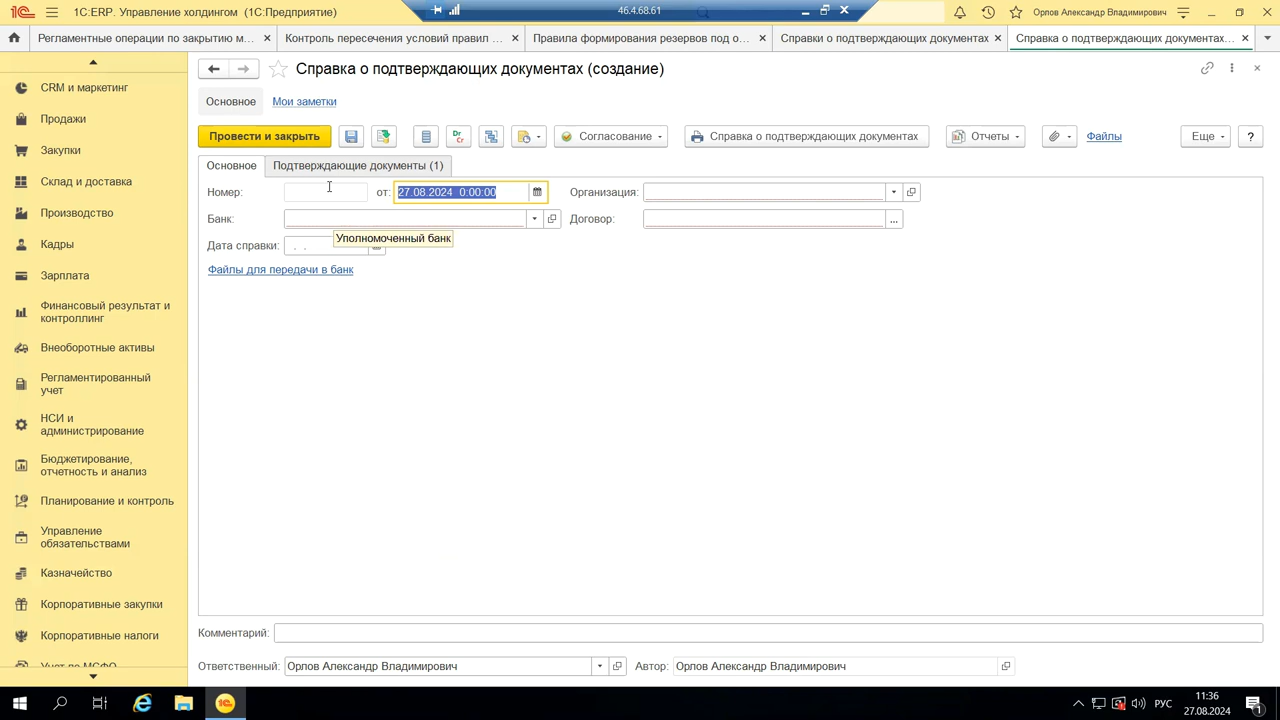 1С:ERP. Управление холдингом (1С:Предприятие)
46.4.68.61
Орлов Александр Владимирович
Регламентные операции по закрытию м... ×
Контроль пересечения условий правил ... ×
Правила формирования резервов под о... ×
Справки о подтверждающих документах ×
Справка о подтверждающих документах... ×
CRM и маркетинг
Продажи
Закупки
Склад и доставка
Производство
Кадры
Зарплата
Финансовый результат и
контроллинг
Внеоборотные активы
Регламентированный
учет
НСИ и
администрирование
Бюджетирование,
отчетность и анализ
Планирование и контроль
Управление
обязательствами
Казначейство
Корпоративные закупки
Корпоративные налоги
Учет по МСФО
Справка о подтверждающих документах (создание)
Основное Мои заметки
Провести и закрыть Дт Кr Согласование Справка о подтверждающих документах Отчеты Файлы Еще ?
Основное Подтверждающие документы (1)
Номер: от: 27.08.2024 0:00:00 Организация:
Банк: Договор: ...
Уполномоченный банк
Дата справки: . .
Файлы для передачи в банк
Комментарий:
Ответственный: Орлов Александр Владимирович Автор: Орлов Александр Владимирович
РУС
11:36
27.08.2024
1